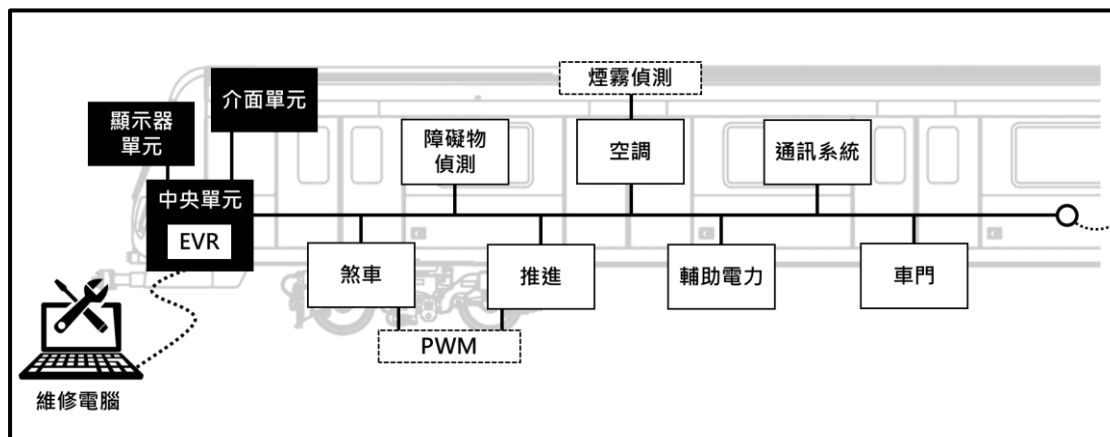 煙霧偵測
介面單元
顯示器
單元
障礙物
偵測
空調
通訊系統
中央單元
EVR
煞車
推進
輔助電力
車門
PWM
維修電腦